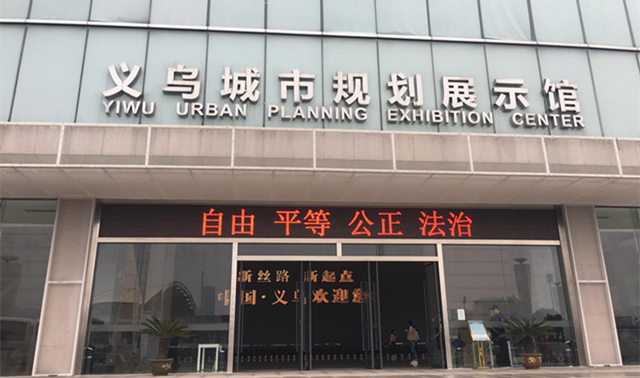 义乌城市规划展示馆
YIWU URBAN PLANNING EXHIBITION CENTER
自由 平等 公正 法治
新丝路 新起点
中国·义乌欢迎您